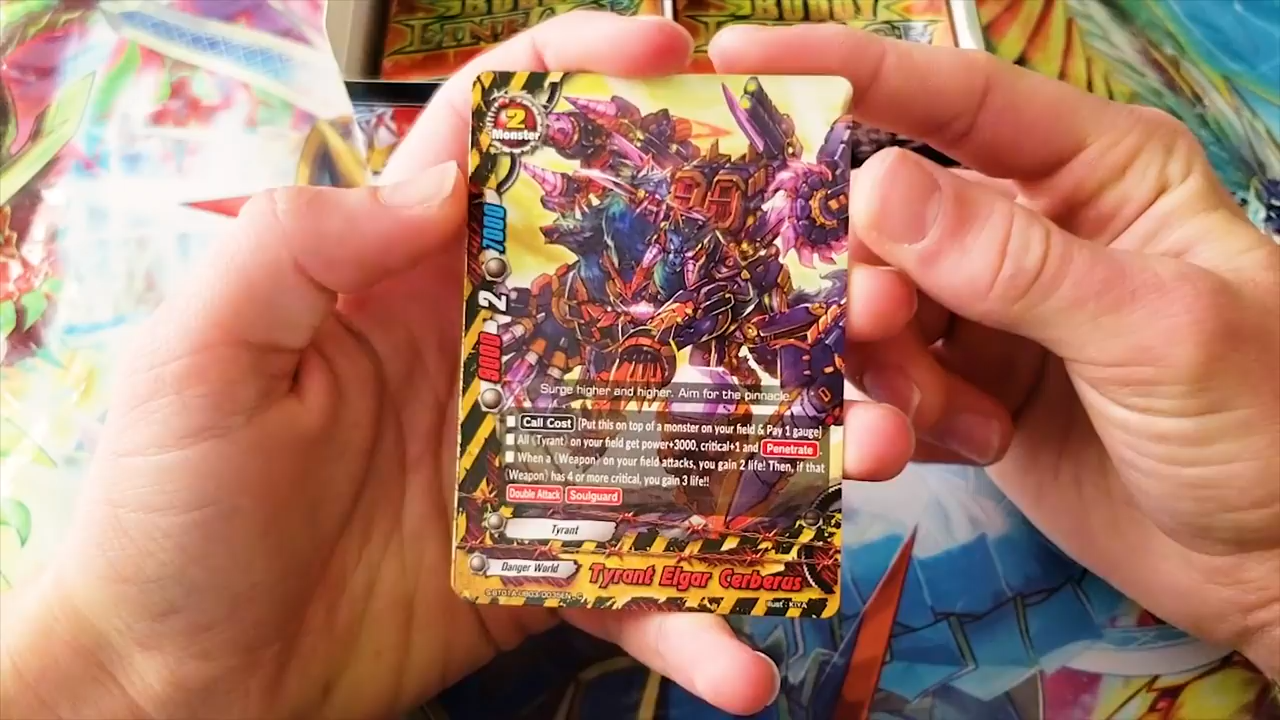 2
Monster
7000
2
8000
Surge higher and higher. Aim for the pinnacle.
Call Cost [Put this on top of a monster on your field & Pay 1 gauge]
All 《Tyrant》 on your field get power+3000, critical+1 and Penetrate.
When a 《Weapon》 on your field attacks, you gain 2 life! Then, if that
《Weapon》 has 4 or more critical, you gain 3 life!!
Double Attack Soulguard
Tyrant
Danger World
Tyrant Elgar Cerberus
Illust: KIYA